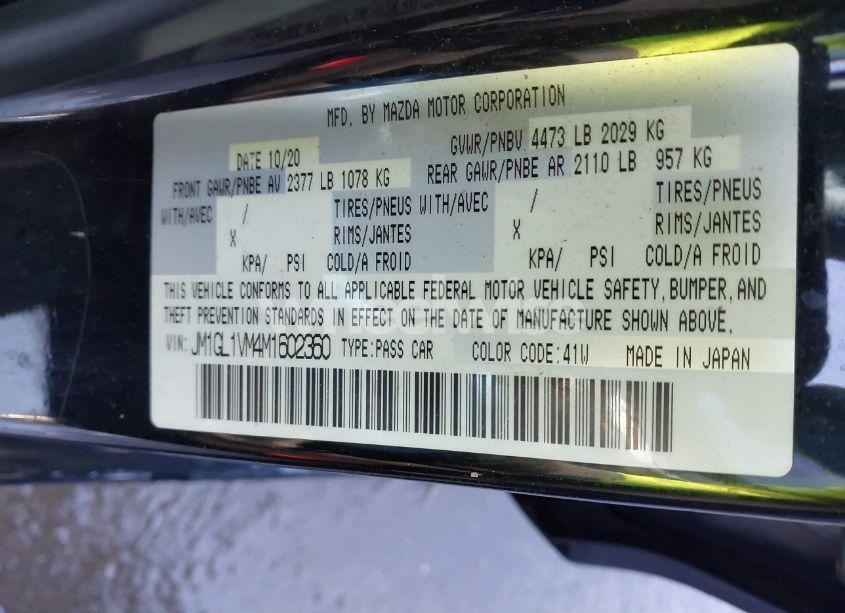 MFD. BY MAZDA MOTOR CORPORATION
DATE 10/20 GVWR/PNBV 4473 LB 2029 KG
FRONT GAWR/PNBE AV 2377 LB 1078 KG REAR GAWR/PNBE AR 2110 LB 957 KG
WITH/AVEC / TIRES/PNEUS WITH/AVEC / TIRES/PNEUS
X RIMS/JANTES X RIMS/JANTES
KPA/ PSI COLD/A FROID KPA/ PSI COLD/A FROID
THIS VEHICLE CONFORMS TO ALL APPLICABLE FEDERAL MOTOR VEHICLE SAFETY, BUMPER, AND
THEFT PREVENTION STANDARDS IN EFFECT ON THE DATE OF MANUFACTURE SHOWN ABOVE.
VIN: JM1GL1VM4M1602360 TYPE:PASS CAR COLOR CODE:41W MADE IN JAPAN